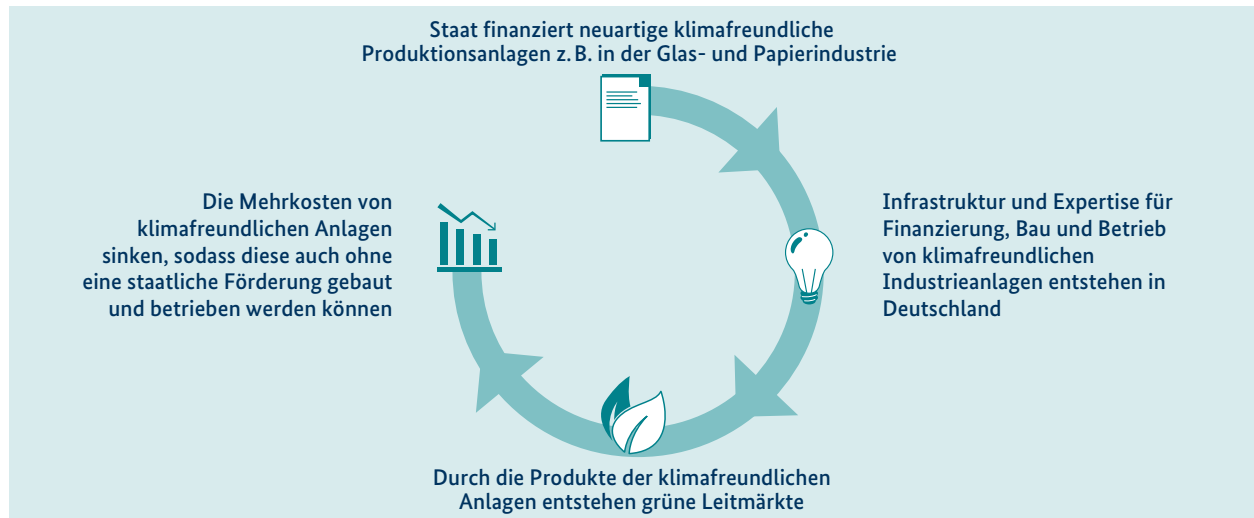 Staat finanziert neuartige klimafreundliche
Produktionsanlagen z. B. in der Glas- und Papierindustrie
Infrastruktur und Expertise für
Finanzierung, Bau und Betrieb
von klimafreundlichen
Industrieanlagen entstehen in
Deutschland
Durch die Produkte der klimafreundlichen
Anlagen entstehen grüne Leitmärkte
Die Mehrkosten von
klimafreundlichen Anlagen
sinken, sodass diese auch ohne
eine staatliche Förderung gebaut
und betrieben werden können